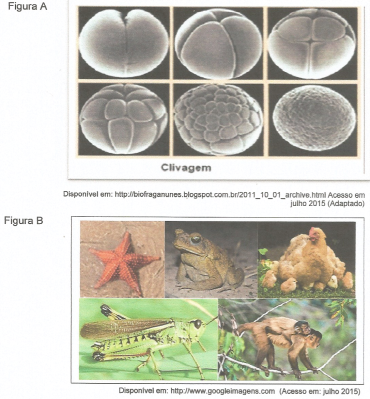 Figura A
Clivagem
Disponível em: http://biofraganunes.blogspot.com.br/2011_10_01_archive.html Acesso em
julho 2015 (Adaptado)
Figura B
Disponível em: http://www.googleimagens.com (Acesso em: julho 2015)